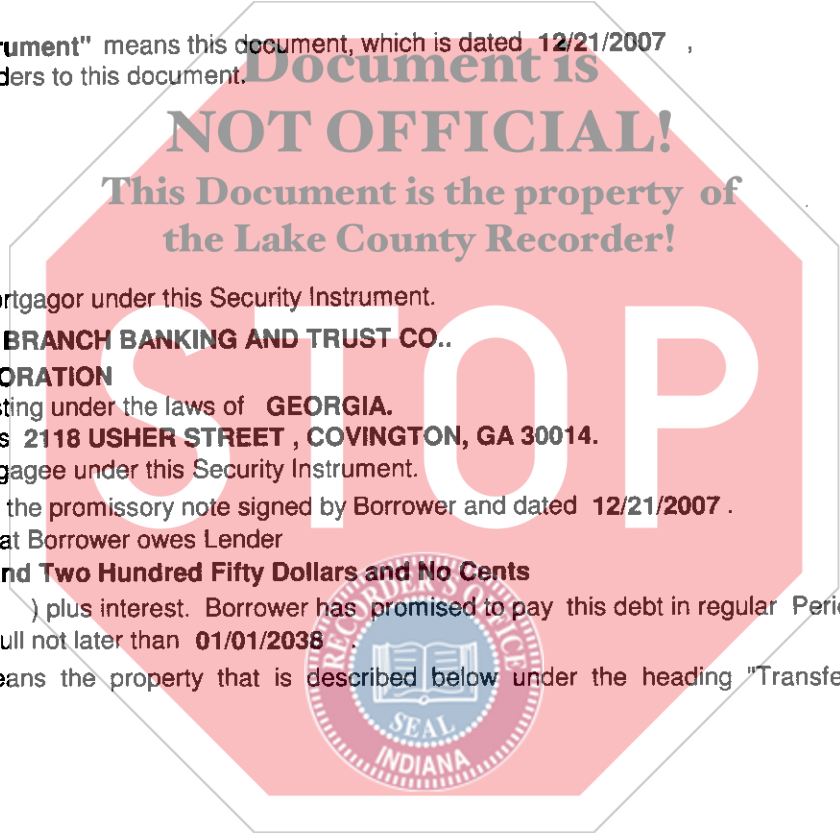 rument" means this document, which is dated 12/21/2007 ,
ders to this document.
Document is
NOT OFFICIAL!
This Document is the property of
the Lake County Recorder!
ortgagor under this Security Instrument.
BRANCH BANKING AND TRUST CO..
ORATION
sting under the laws of GEORGIA.
s 2118 USHER STREET , COVINGTON, GA 30014.
gagee under this Security Instrument.
the promissory note signed by Borrower and dated 12/21/2007 .
at Borrower owes Lender
nd Two Hundred Fifty Dollars and No Cents
) plus interest. Borrower has promised to pay this debt in regular Peri
ull not later than 01/01/2038 .
eans the property that is described below under the heading "Transfe
STOP
RECORDER'S OFFICE
SEAL
INDIANA